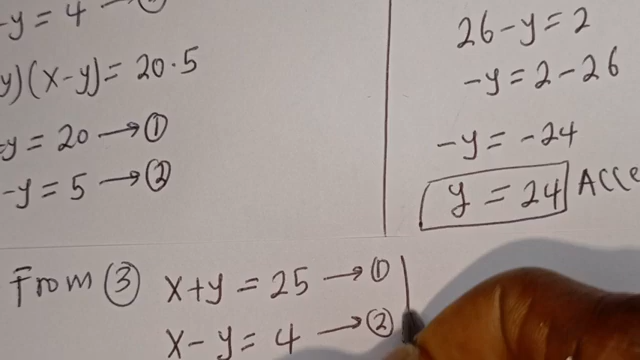 -y = 4 →
y)(x-y) = 20·5
y = 20 → ①
-y = 5 → ②
26-y = 2
-y = 2-26
-y = -24
y = 24 Acce
From ③ x+y = 25 → ①
x-y = 4 → ②